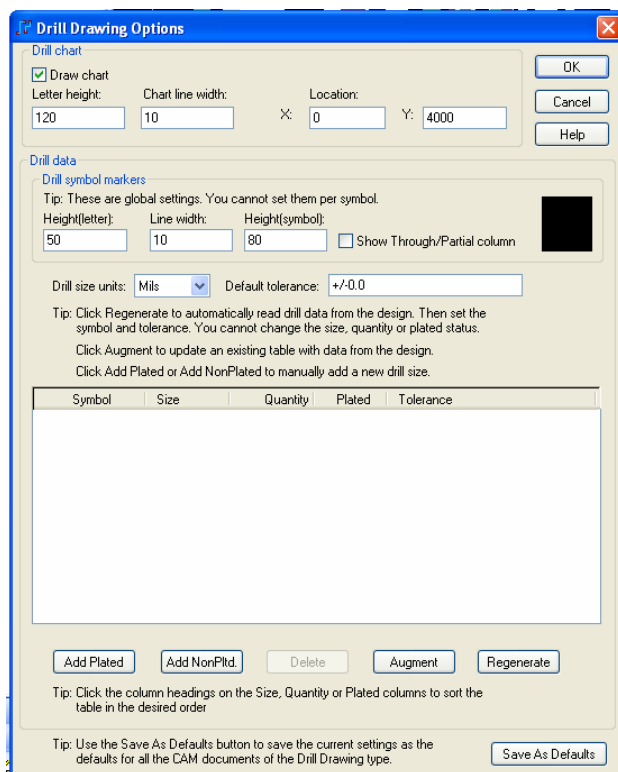 Drill Drawing Options
Drill chart
Draw chart
Letter height: Chart line width: Location:
120 10 X: 0 Y: 4000
OK
Cancel
Help
Drill data
Drill symbol markers
Tip: These are global settings. You cannot set them per symbol.
Height(letter): Line width: Height(symbol):
50 10 80 Show Through/Partial column
Drill size units: Mils Default tolerance: +/-0.0
Tip: Click Regenerate to automatically read drill data from the design. Then set the
symbol and tolerance. You cannot change the size, quantity or plated status.
Click Augment to update an existing table with data from the design.
Click Add Plated or Add NonPlated to manually add a new drill size.
Symbol Size Quantity Plated Tolerance
Add Plated Add NonPltd. Delete Augment Regenerate
Tip: Click the column headings on the Size, Quantity or Plated columns to sort the
table in the desired order
Tip: Use the Save As Defaults button to save the current settings as the
defaults for all the CAM documents of the Drill Drawing type.
Save As Defaults